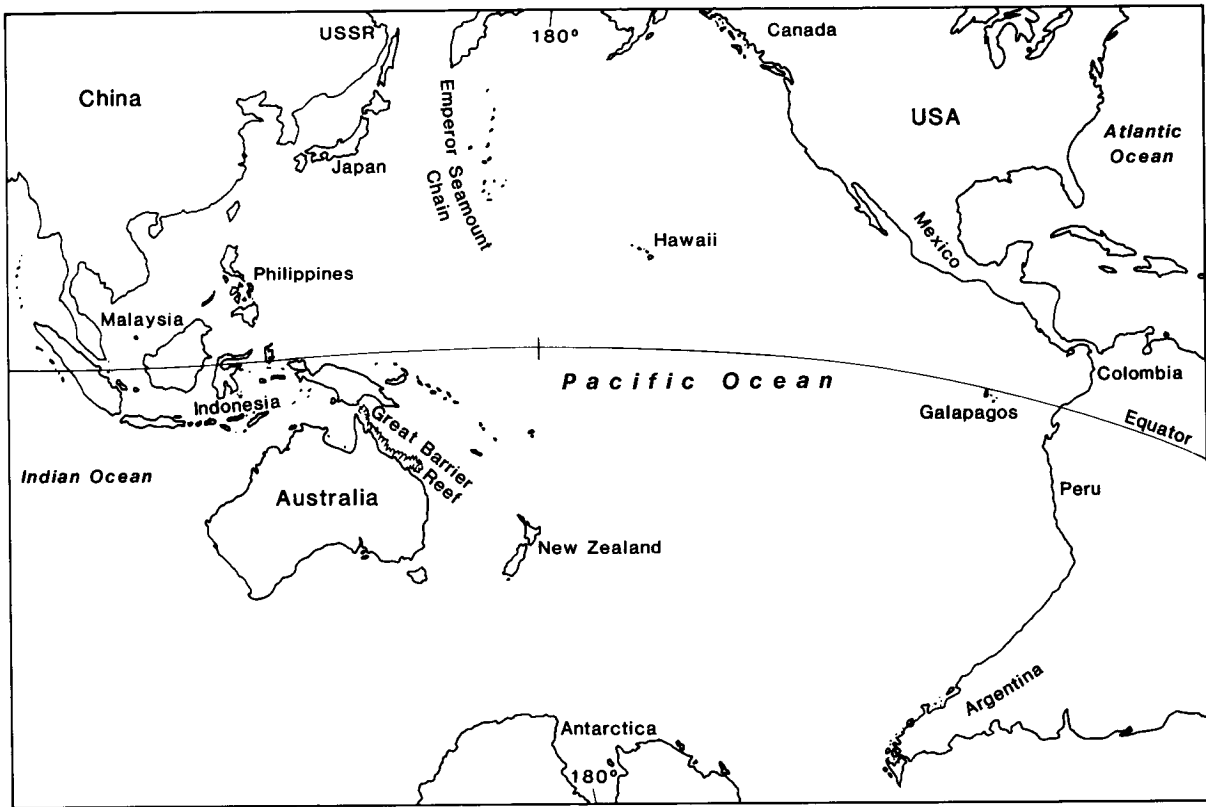 USSR
180°
Canada
China
Emperor Seamount
Chain
USA
Atlantic
Ocean
Japan
Mexico
Hawaii
Philippines
Malaysia
Pacific Ocean
Colombia
Indonesia
Galapagos
Equator
Great Barrier
Reef
Indian Ocean
Australia
Peru
New Zealand
Argentina
Antarctica
180°